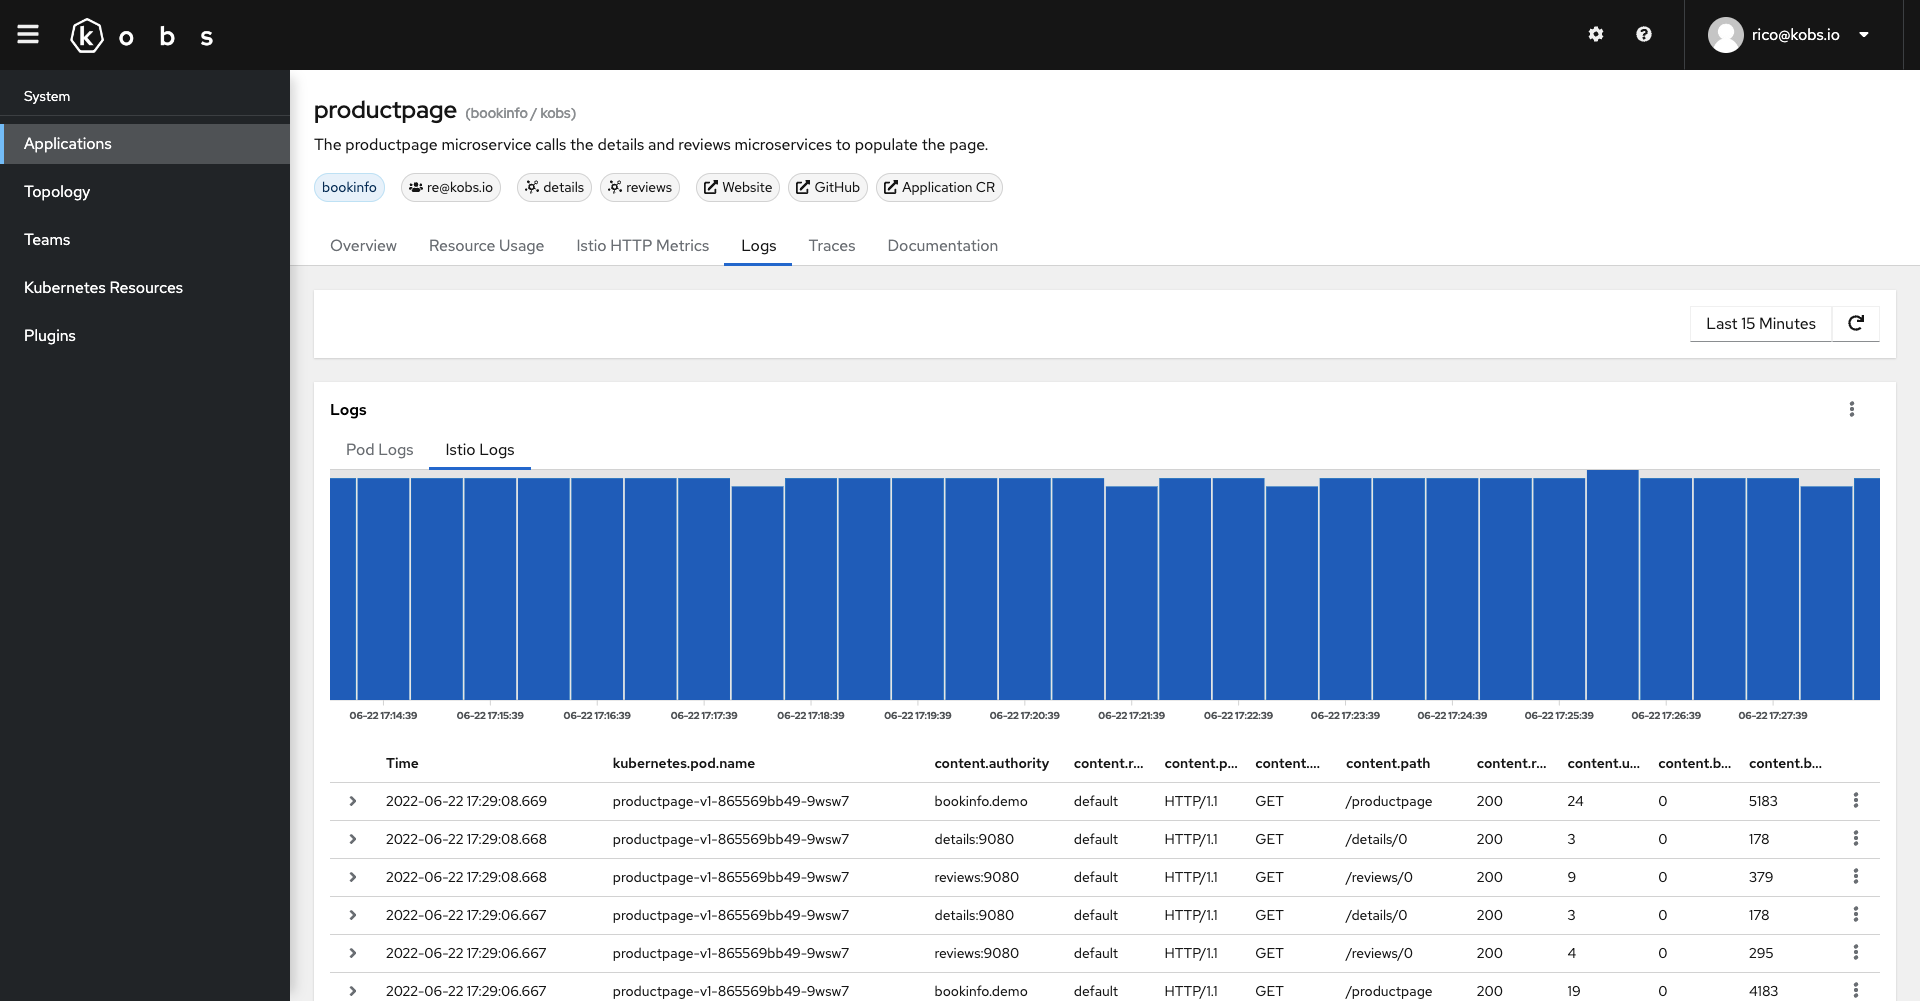 k o b s
rico@kobs.io
System
Applications
Topology
Teams
Kubernetes Resources
Plugins
productpage (bookinfo / kobs)
The productpage microservice calls the details and reviews microservices to populate the page.
bookinfo re@kobs.io details reviews Website GitHub Application CR
Overview Resource Usage Istio HTTP Metrics Logs Traces Documentation
Last 15 Minutes
Logs
Pod Logs Istio Logs
06-22 17:14:39 06-22 17:15:39 06-22 17:16:39 06-22 17:17:39 06-22 17:18:39 06-22 17:19:39 06-22 17:20:39 06-22 17:21:39 06-22 17:22:39 06-22 17:23:39 06-22 17:24:39 06-22 17:25:39 06-22 17:26:39 06-22 17:27:39
Time kubernetes.pod.name content.authority content.r... content.p... content.... content.path content.r... content.u... content.b... content.b...
2022-06-22 17:29:08.669 productpage-v1-865569bb49-9wsw7 bookinfo.demo default HTTP/1.1 GET /productpage 200 24 0 5183
2022-06-22 17:29:08.668 productpage-v1-865569bb49-9wsw7 details:9080 default HTTP/1.1 GET /details/0 200 3 0 178
2022-06-22 17:29:08.668 productpage-v1-865569bb49-9wsw7 reviews:9080 default HTTP/1.1 GET /reviews/0 200 9 0 379
2022-06-22 17:29:06.667 productpage-v1-865569bb49-9wsw7 details:9080 default HTTP/1.1 GET /details/0 200 3 0 178
2022-06-22 17:29:06.667 productpage-v1-865569bb49-9wsw7 reviews:9080 default HTTP/1.1 GET /reviews/0 200 4 0 295
2022-06-22 17:29:06.667 productpage-v1-865569bb49-9wsw7 bookinfo.demo default HTTP/1.1 GET /productpage 200 19 0 4183